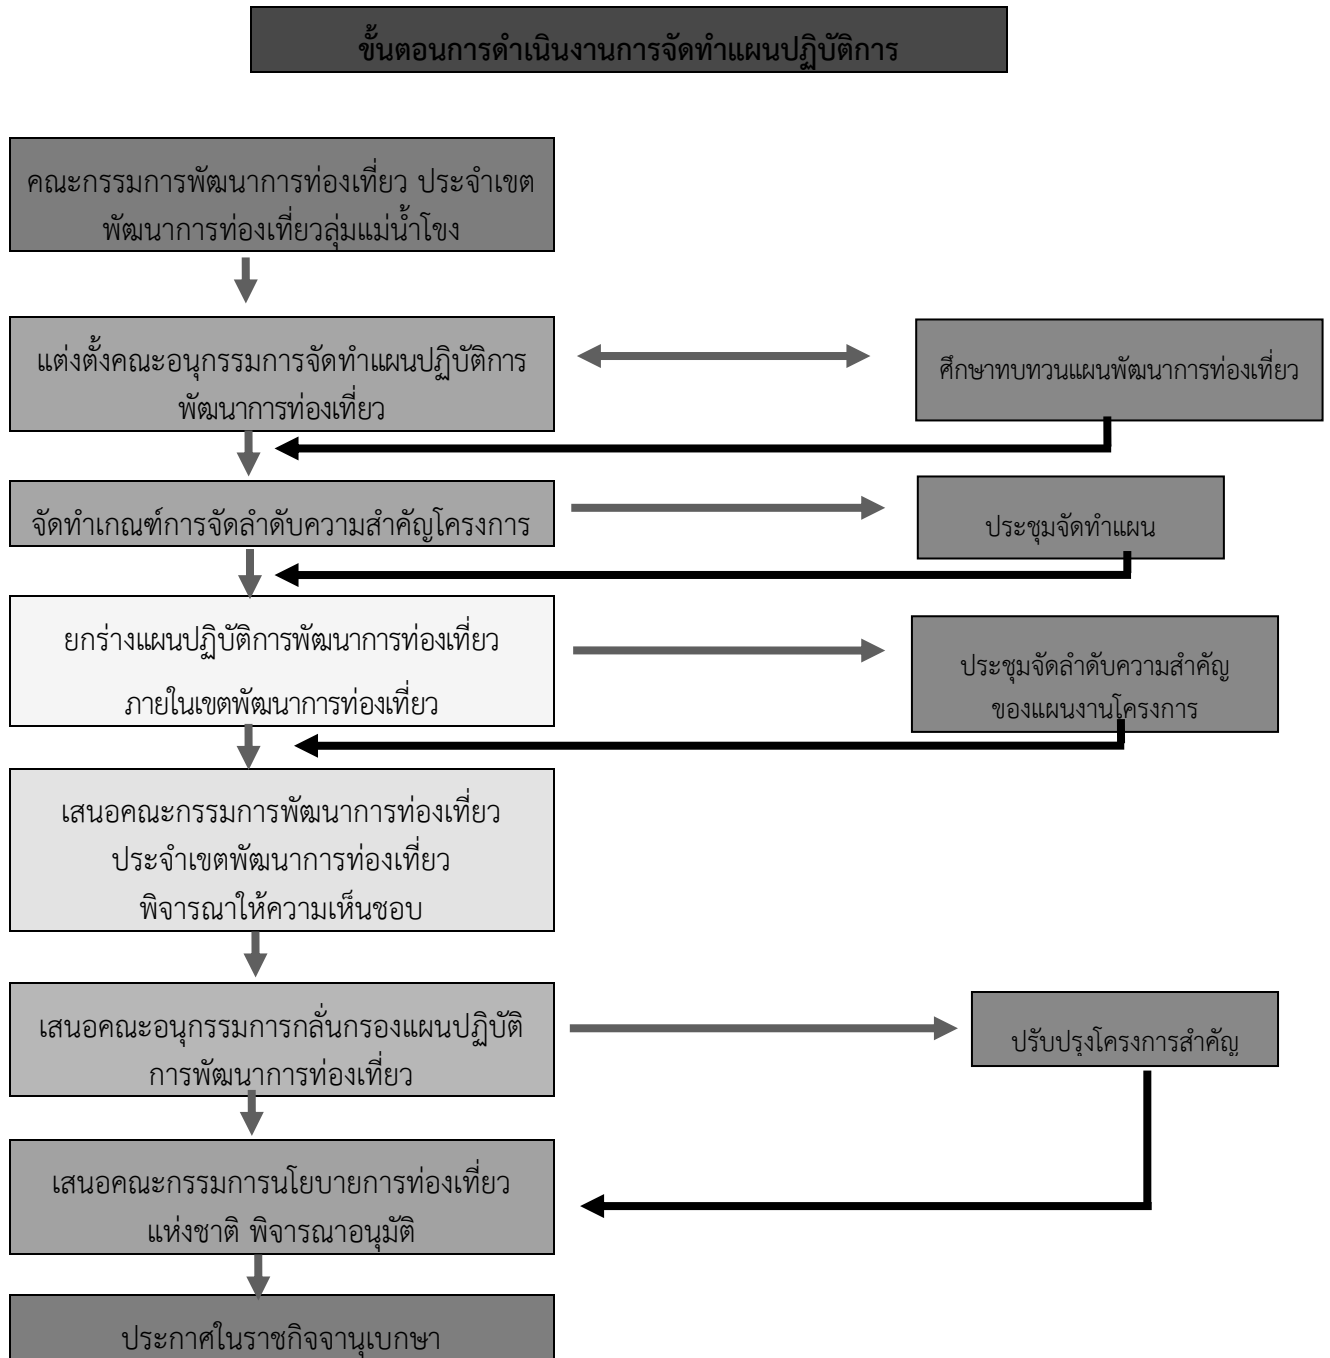 ขั้นตอนการดำเนินงานการจัดทำแผนปฏิบัติการ
คณะกรรมการพัฒนาการท่องเที่ยว ประจำเขต
พัฒนาการท่องเที่ยวลุ่มแม่น้ำโขง
แต่งตั้งคณะอนุกรรมการจัดทำแผนปฏิบัติการ
พัฒนาการท่องเที่ยว
ศึกษาทบทวนแผนพัฒนาการท่องเที่ยว
จัดทำเกณฑ์การจัดลำดับความสำคัญโครงการ
ประชุมจัดทำแผน
ยกร่างแผนปฏิบัติการพัฒนาการท่องเที่ยว
ภายในเขตพัฒนาการท่องเที่ยว
ประชุมจัดลำดับความสำคัญ
ของแผนงานโครงการ
เสนอคณะกรรมการพัฒนาการท่องเที่ยว
ประจำเขตพัฒนาการท่องเที่ยว
พิจารณาให้ความเห็นชอบ
เสนอคณะอนุกรรมการกลั่นกรองแผนปฏิบัติ
การพัฒนาการท่องเที่ยว
ปรับปรุงโครงการสำคัญ
เสนอคณะกรรมการนโยบายการท่องเที่ยว
แห่งชาติ พิจารณาอนุมัติ
ประกาศในราชกิจจานุเบกษา